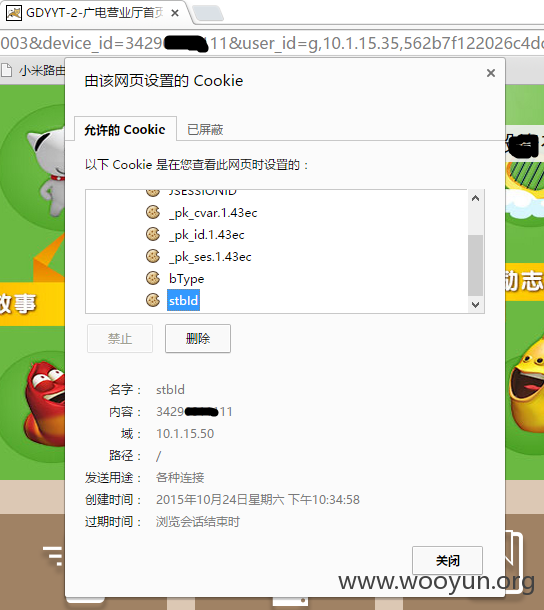 GDYYT-2-广电营业厅首页
003&device_id=3429 111&user_id=g,10.1.15.35,562b7f122026c4dc
小米路由
由该网页设置的 Cookie
允许的 Cookie 已屏蔽
以下 Cookie 是在您查看此网页时设置的：
JSESSIONID
_pk_cvar.1.43ec
_pk_id.1.43ec
_pk_ses.1.43ec
bType
stbId
故事
励志
禁止 删除
名字： stbId
内容： 3429 11
域： 10.1.15.50
路径： /
发送用途： 各种连接
创建时间： 2015年10月24日星期六 下午10:34:58
过期时间： 浏览会话结束时
关闭
www.wooyun.org